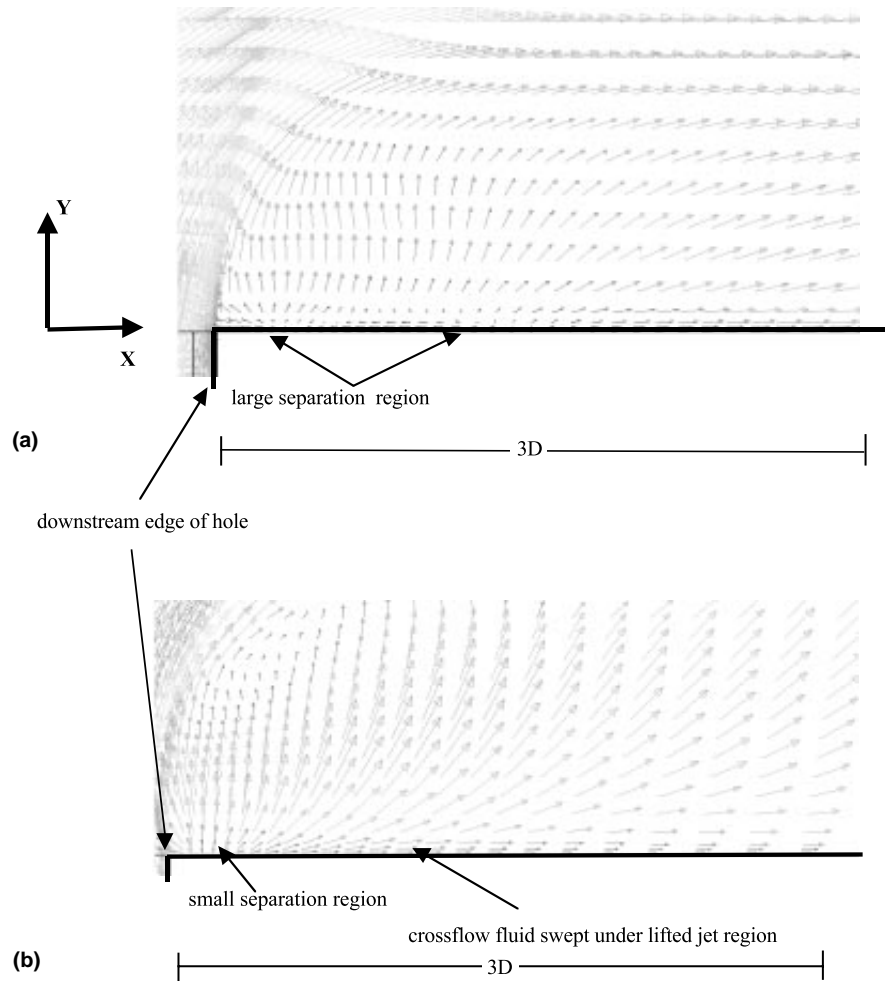 Y
X
large separation region
(a)
3D
downstream edge of hole
small separation region
crossflow fluid swept under lifted jet region
(b)
3D